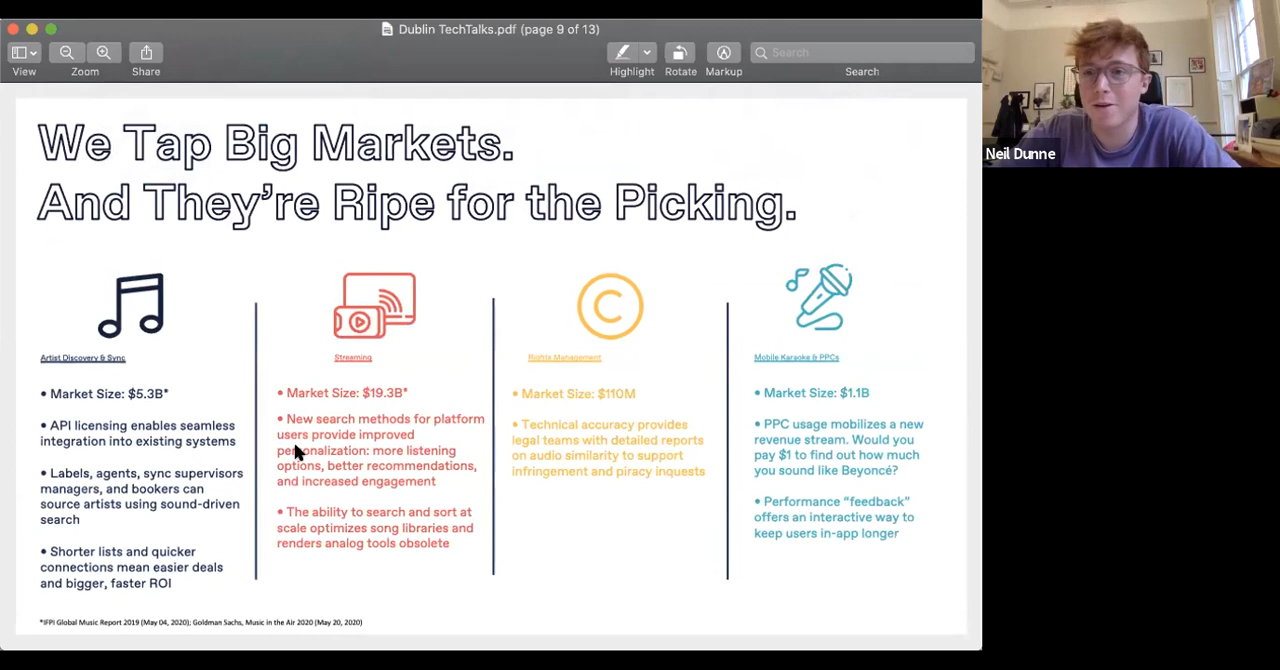 Dublin TechTalks.pdf (page 9 of 13)
View
Zoom
Share
Highlight
Rotate
Markup
Search
Search
Neil Dunne
We Tap Big Markets.
And They're Ripe for the Picking.
C
Artist Discovery & Sync
• Market Size: $5.3B*
• API licensing enables seamless
integration into existing systems
• Labels, agents, sync supervisors
managers, and bookers can
source artists using sound-driven
search
• Shorter lists and quicker
connections mean easier deals
and bigger, faster ROI
Streaming
• Market Size: $19.3B*
• New search methods for platform
users provide improved
personalization: more listening
options, better recommendations,
and increased engagement
• The ability to search and sort at
scale optimizes song libraries and
renders analog tools obsolete
Rights Management
• Market Size: $110M
• Technical accuracy provides
legal teams with detailed reports
on audio similarity to support
infringement and piracy inquests
Mobile Karaoke & PPCs
• Market Size: $1.1B
• PPC usage mobilizes a new
revenue stream. Would you
pay $1 to find out how much
you sound like Beyoncé?
• Performance “feedback”
offers an interactive way to
keep users in-app longer
*IFPI Global Music Report 2019 (May 04, 2020); Goldman Sachs, Music in the Air 2020 (May 20, 2020)